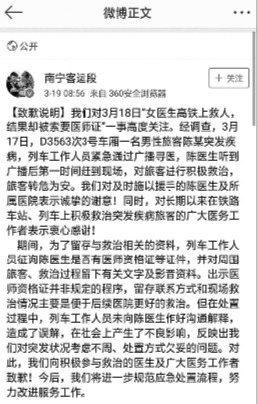 微博正文
公开
南宁客运段
3-19 08:56 来自 360安全浏览器
+ 关注
【致歉说明】我们对3月18日“女医生高铁上救人，
结果却被索要医师证”一事高度关注。经调查，3月
17日，D3563次3号车厢一名男性旅客陈某突发疾
病，列车工作人员紧急通过广播寻医，陈医生听到
广播后第一时间赶到现场，对旅客进行积极救治，
旅客转危为安。我们对及时施以援手的陈医生及所
属医院表示诚挚的谢意！同时，对长期以来在铁路
车站、列车上积极救治突发疾病旅客的广大医务工
作者表示衷心感谢！
期间，为了留存与救治相关的资料，列车工作人
员征询陈医生是否有医师资格证等证件，并对周围
旅客、救治过程留下有关文字及影音资料。出示医
师资格证并非规定的程序，留存联系方式和现场救
治情况主要是便于后续医院更好的救治。但在处置
过程中，列车工作人员未向陈医生作好沟通解释，
造成了误解，在社会上产生了不良影响，反映出我
们对突发状况考虑不周、处置方式欠妥的问题。对
此，我们向积极参与救治的医生及广大医务工作者
致歉！今后，我们将进一步规范应急处置流程，努
力改进服务工作。